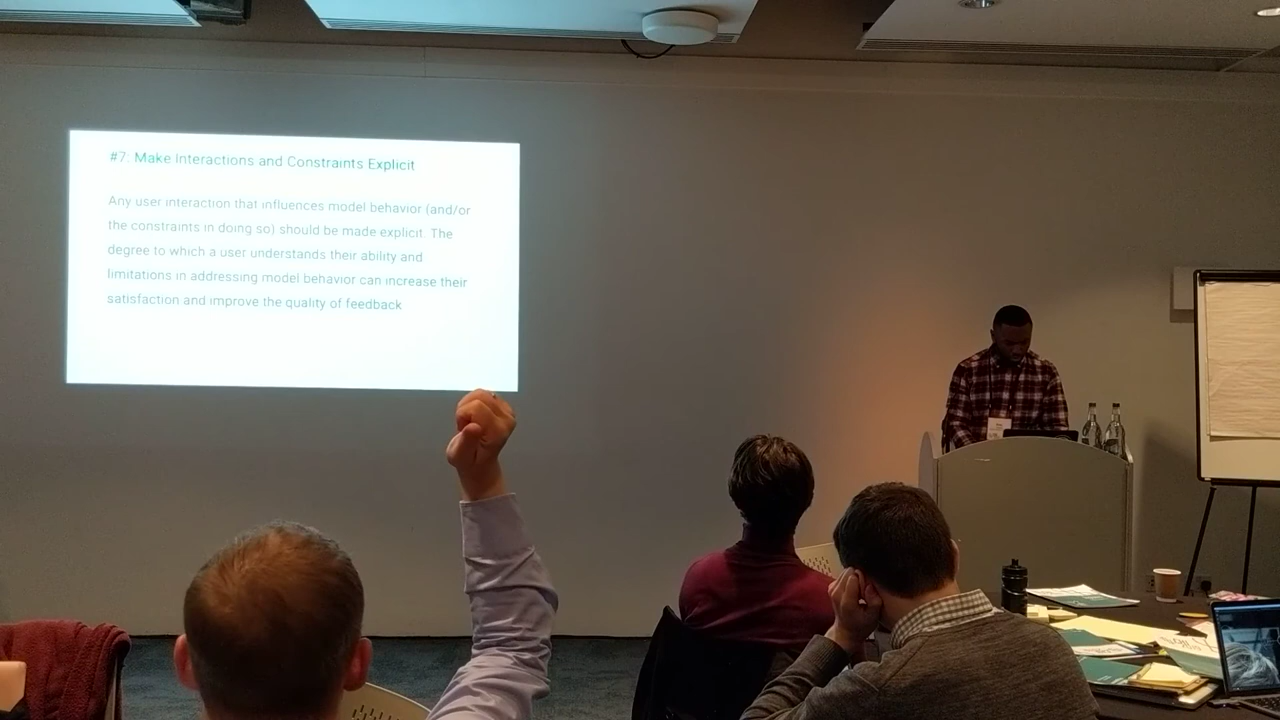 #7: Make Interactions and Constraints Explicit
Any user interaction that influences model behavior (and/or
the constraints in doing so) should be made explicit. The
degree to which a user understands their ability and
limitations in addressing model behavior can increase their
satisfaction and improve the quality of feedback